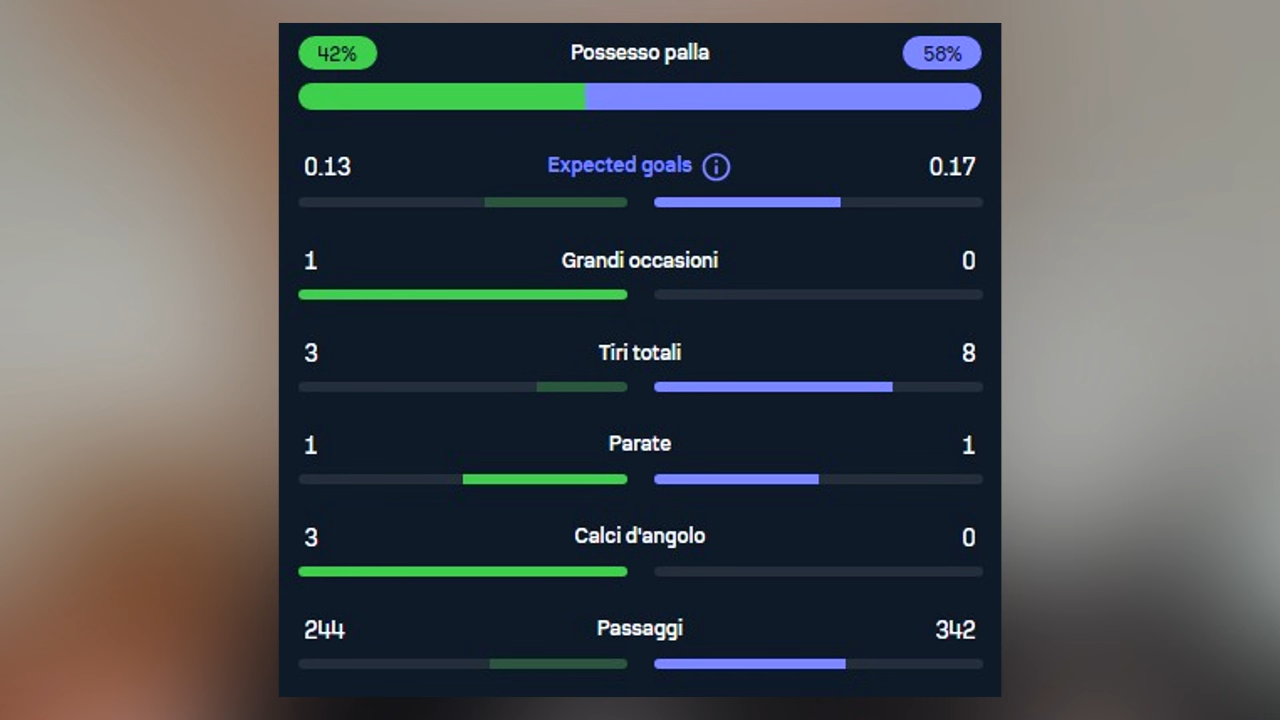 42% Possesso palla 58%
0.13 Expected goals 0.17
1 Grandi occasioni 0
3 Tiri totali 8
1 Parate 1
3 Calci d'angolo 0
244 Passaggi 342